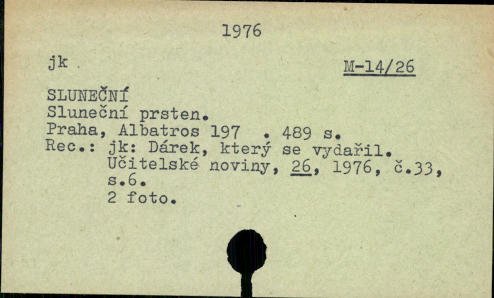 1976
jk
M-14/26
SLUNEČNÍ
Sluneční prsten.
Praha, Albatros 197 . 489 s.
Rec.: jk: Dárek, který se vydařil.
Učitelské noviny, 26, 1976, č.33,
s.6.
2 foto.